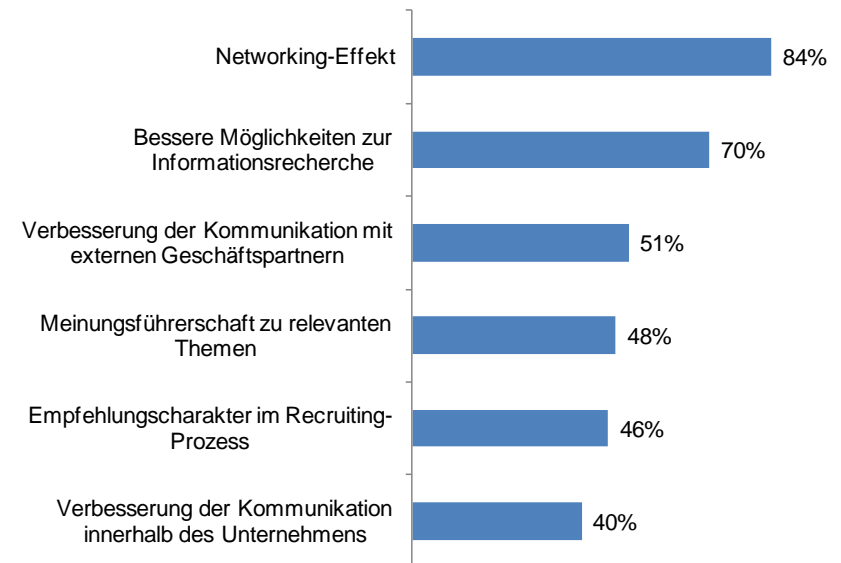 Networking-Effekt
84%
Bessere Möglichkeiten zur
Informationsrecherche
70%
Verbesserung der Kommunikation mit
externen Geschäftspartnern
51%
Meinungsführerschaft zu relevanten
Themen
48%
Empfehlungscharakter im Recruiting-
Prozess
46%
Verbesserung der Kommunikation
innerhalb des Unternehmens
40%